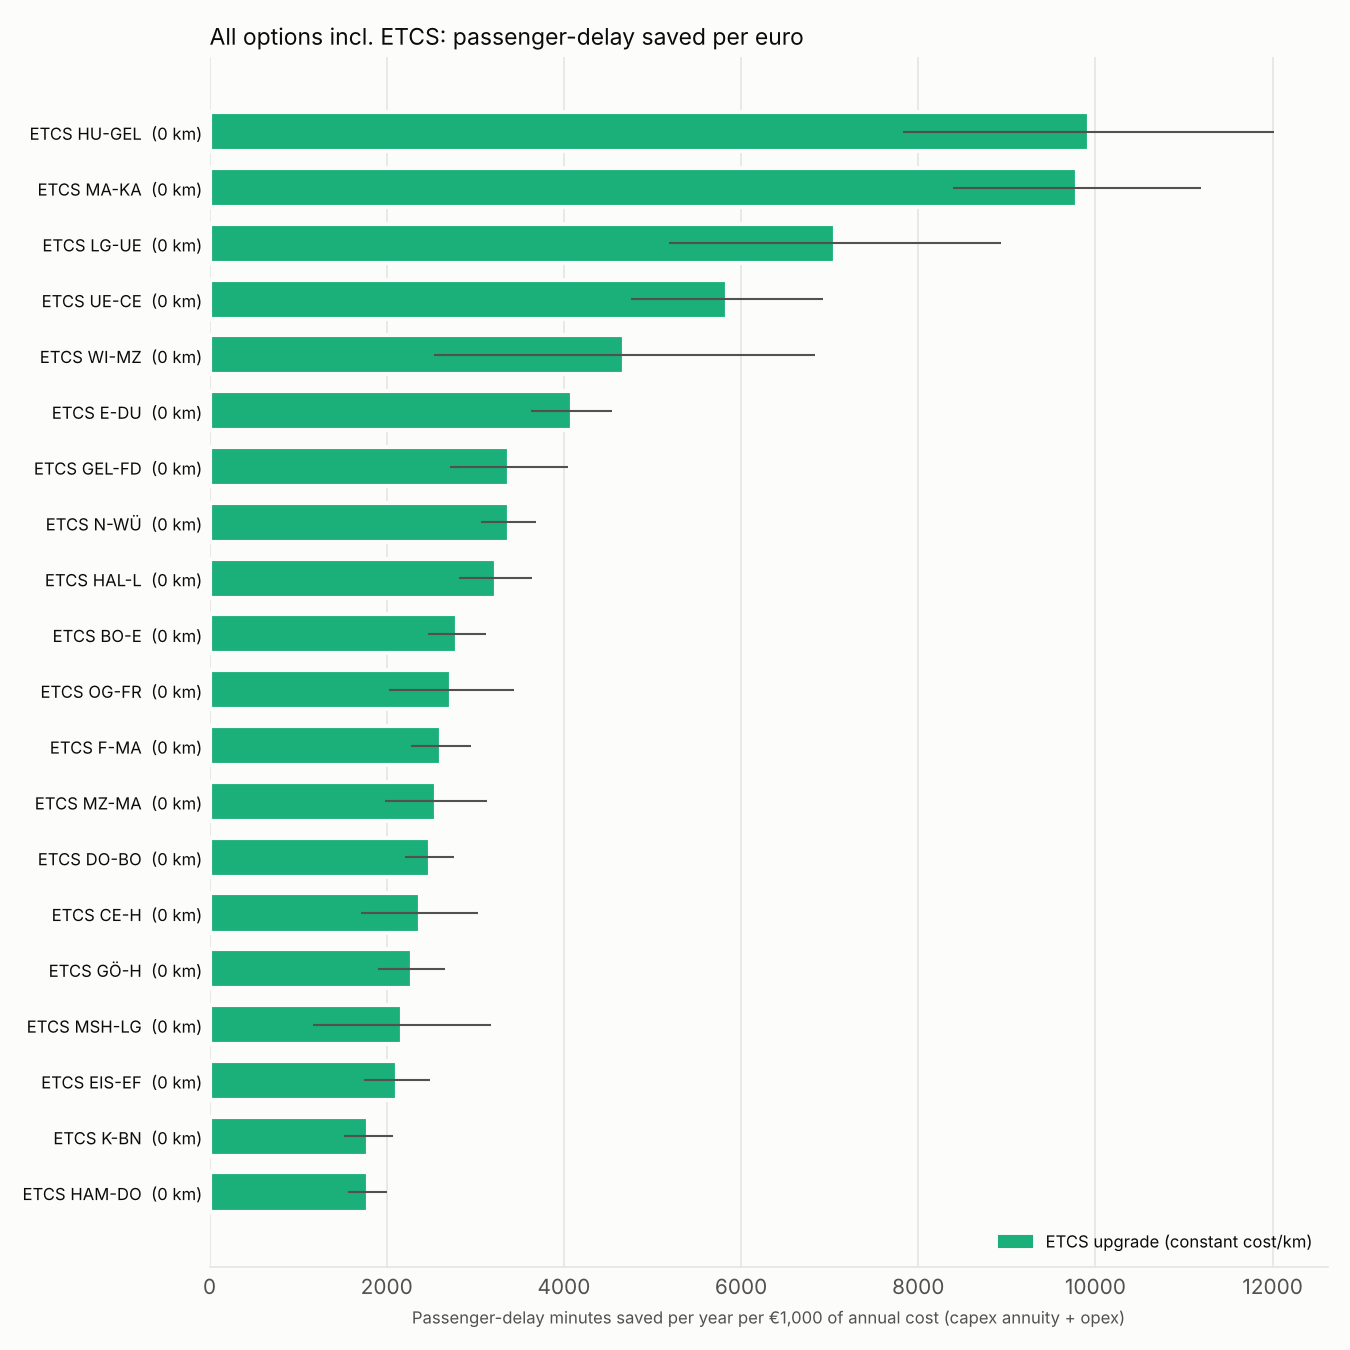 All options incl. ETCS: passenger-delay saved per euro
ETCS HU-GEL (0 km)
ETCS MA-KA (0 km)
ETCS LG-UE (0 km)
ETCS UE-CE (0 km)
ETCS WI-MZ (0 km)
ETCS E-DU (0 km)
ETCS GEL-FD (0 km)
ETCS N-WÜ (0 km)
ETCS HAL-L (0 km)
ETCS BO-E (0 km)
ETCS OG-FR (0 km)
ETCS F-MA (0 km)
ETCS MZ-MA (0 km)
ETCS DO-BO (0 km)
ETCS CE-H (0 km)
ETCS GÖ-H (0 km)
ETCS MSH-LG (0 km)
ETCS EIS-EF (0 km)
ETCS K-BN (0 km)
ETCS HAM-DO (0 km)
ETCS upgrade (constant cost/km)
0 2000 4000 6000 8000 10000 12000
Passenger-delay minutes saved per year per €1,000 of annual cost (capex annuity + opex)